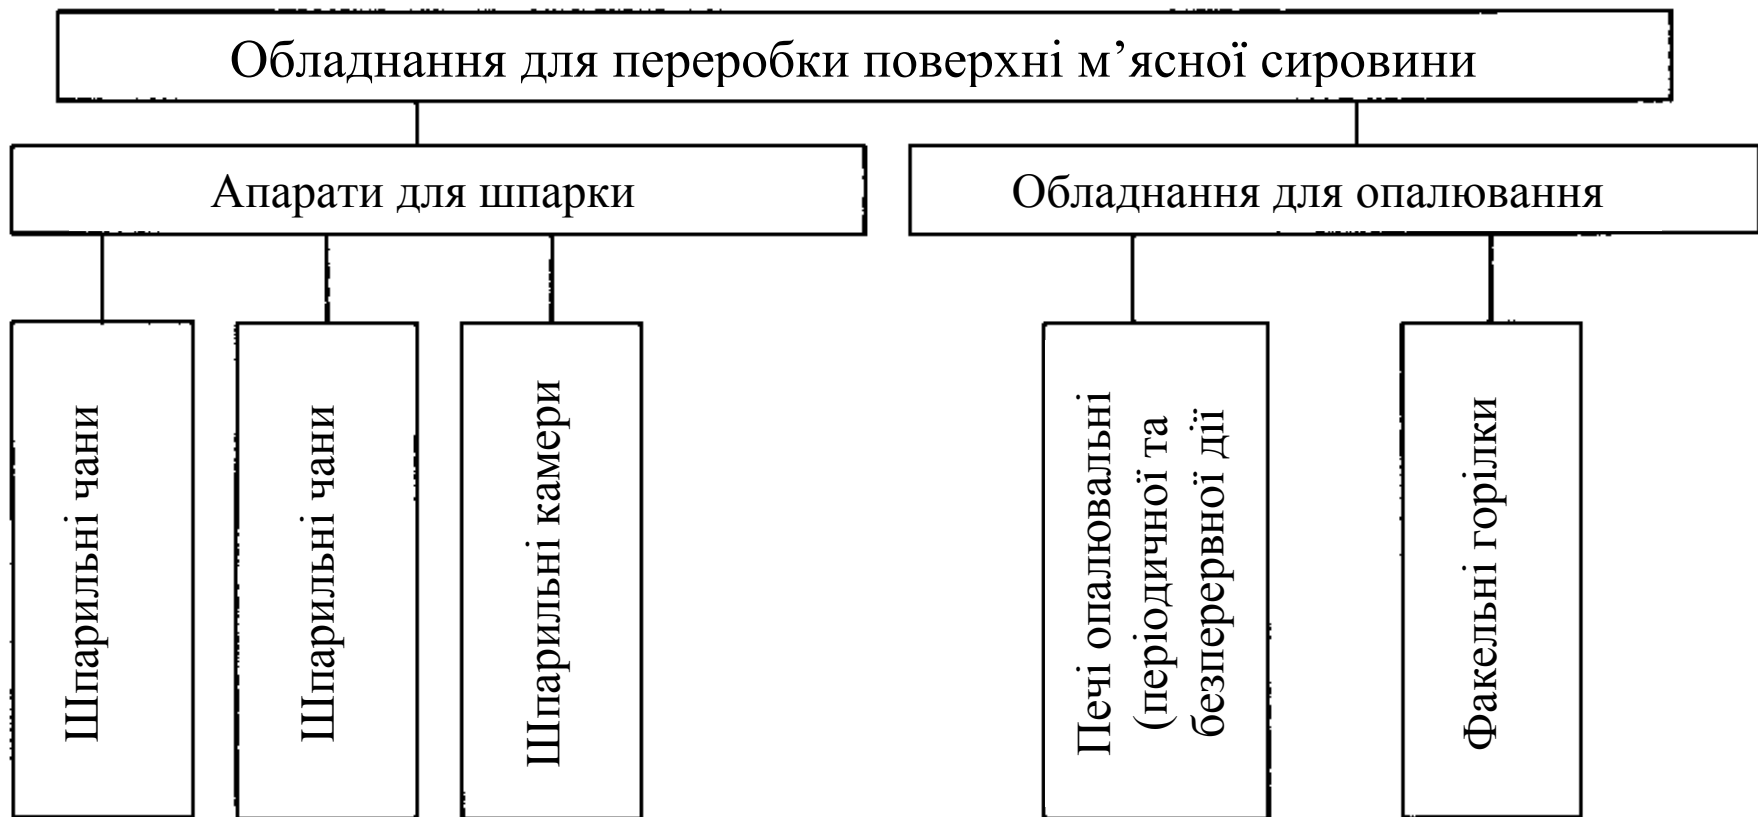 Обладнання для переробки поверхні м’ясної сировини
Апарати для шпарки
Обладнання для опалювання
Шпарильні чани
Шпарильні чани
Шпарильні камери
Печі опалювальні
(періодичної та
безперервної дії
Факельні горілки